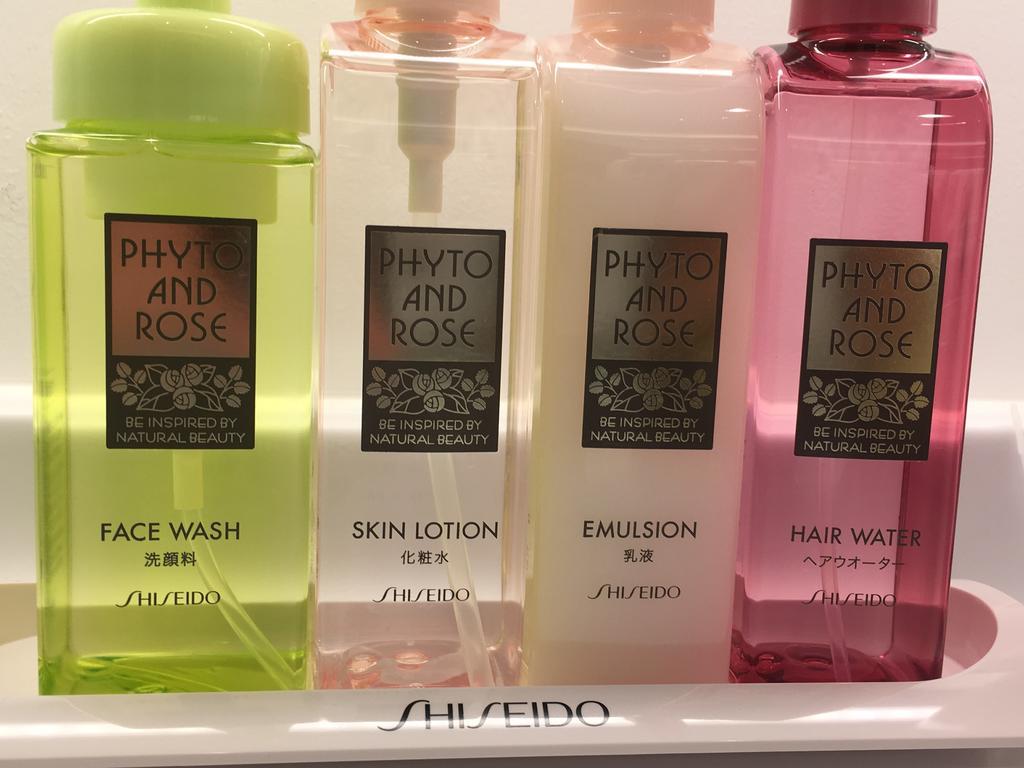 PHYTO
AND
ROSE
BE INSPIRED BY
NATURAL BEAUTY
FACE WASH
洗顔料
SHISEIDO
PHYTO
AND
ROSE
BE INSPIRED BY
NATURAL BEAUTY
SKIN LOTION
化粧水
SHISEIDO
PHYTO
AND
ROSE
BE INSPIRED BY
NATURAL BEAUTY
EMULSION
乳液
SHISEIDO
PHYTO
AND
ROSE
BE INSPIRED BY
NATURAL BEAUTY
HAIR WATER
ヘアウオーター
SHISEIDO
SHISEIDO